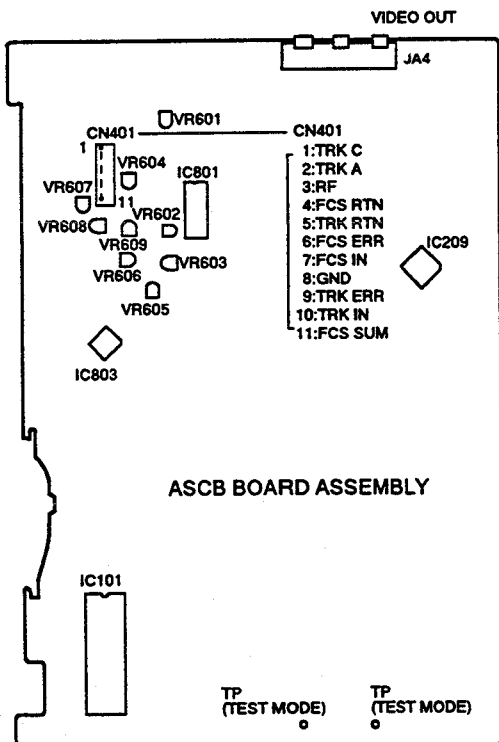 VIDEO OUT
JA4
VR601
CN401
CN401
1
VR604
IC801
1:TRK C
2:TRK A
3:RF
4:FCS RTN
5:TRK RTN
6:FCS ERR
7:FCS IN
8:GND
9:TRK ERR
10:TRK IN
11:FCS SUM
VR607
11
VR602
VR608
VR609
IC209
VR606
VR603
VR605
IC803
ASCB BOARD ASSEMBLY
IC101
TP
(TEST MODE)
TP
(TEST MODE)